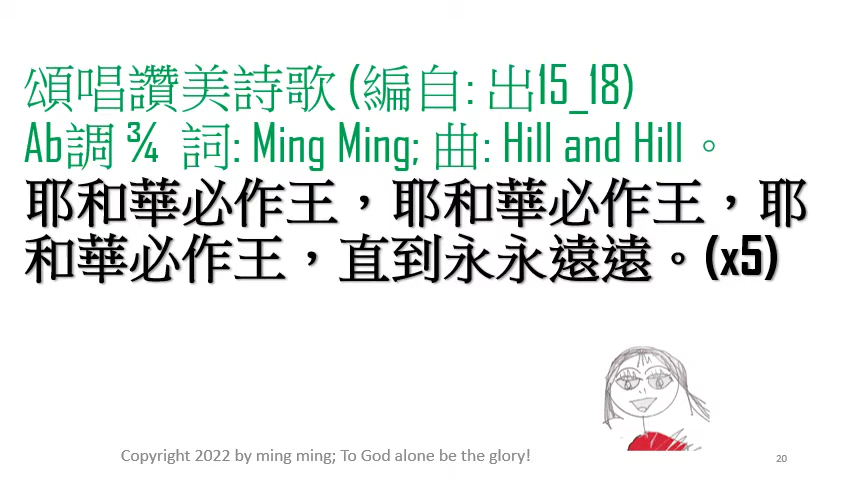 頌唱讚美詩歌 (編自: 出15_18)
Ab調 ¾ 詞: Ming Ming; 曲: Hill and Hill。
耶和華必作王，耶和華必作王，耶
和華必作王，直到永永遠遠。(x5)
Copyright 2022 by ming ming; To God alone be the glory!
20